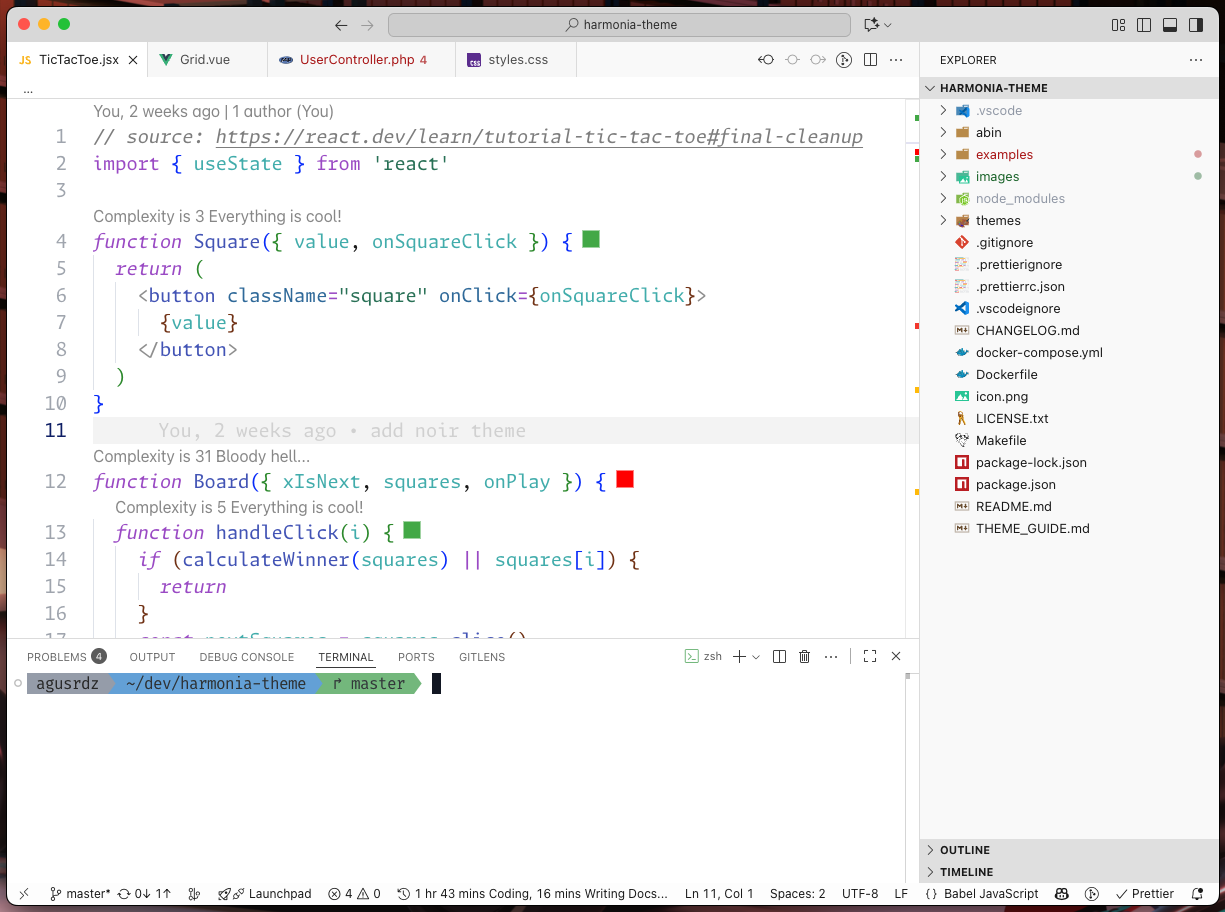 harmonia-theme
JS TicTacToe.jsx
Grid.vue
UserController.php 4
styles.css
...
You, 2 weeks ago | 1 author (You)
1 // source: https://react.dev/learn/tutorial-tic-tac-toe#final-cleanup
2 import { useState } from 'react'
3
Complexity is 3 Everything is cool!
4 function Square({ value, onSquareClick }) {
5 return (
6 <button className="square" onClick={onSquareClick}>
7 {value}
8 </button>
9 )
10 }
11 You, 2 weeks ago • add noir theme
Complexity is 31 Bloody hell...
12 function Board({ xIsNext, squares, onPlay }) {
Complexity is 5 Everything is cool!
13 function handleClick(i) {
14 if (calculateWinner(squares) || squares[i]) {
15 return
16 }
17 const nextSquares = squares.slice()
PROBLEMS 4 OUTPUT DEBUG CONSOLE TERMINAL PORTS GITLENS
zsh
agusrdz ~/dev/harmonia-theme master
EXPLORER
HARMONIA-THEME
.vscode
abin
examples
images
node_modules
themes
.gitignore
.prettierignore
.prettierrc.json
.vscodeignore
CHANGELOG.md
docker-compose.yml
Dockerfile
icon.png
LICENSE.txt
Makefile
package-lock.json
package.json
README.md
THEME_GUIDE.md
OUTLINE
TIMELINE
master* 0↓ 1↑ Launchpad 4 0 1 hr 43 mins Coding, 16 mins Writing Docs... Ln 11, Col 1 Spaces: 2 UTF-8 LF {} Babel JavaScript Prettier